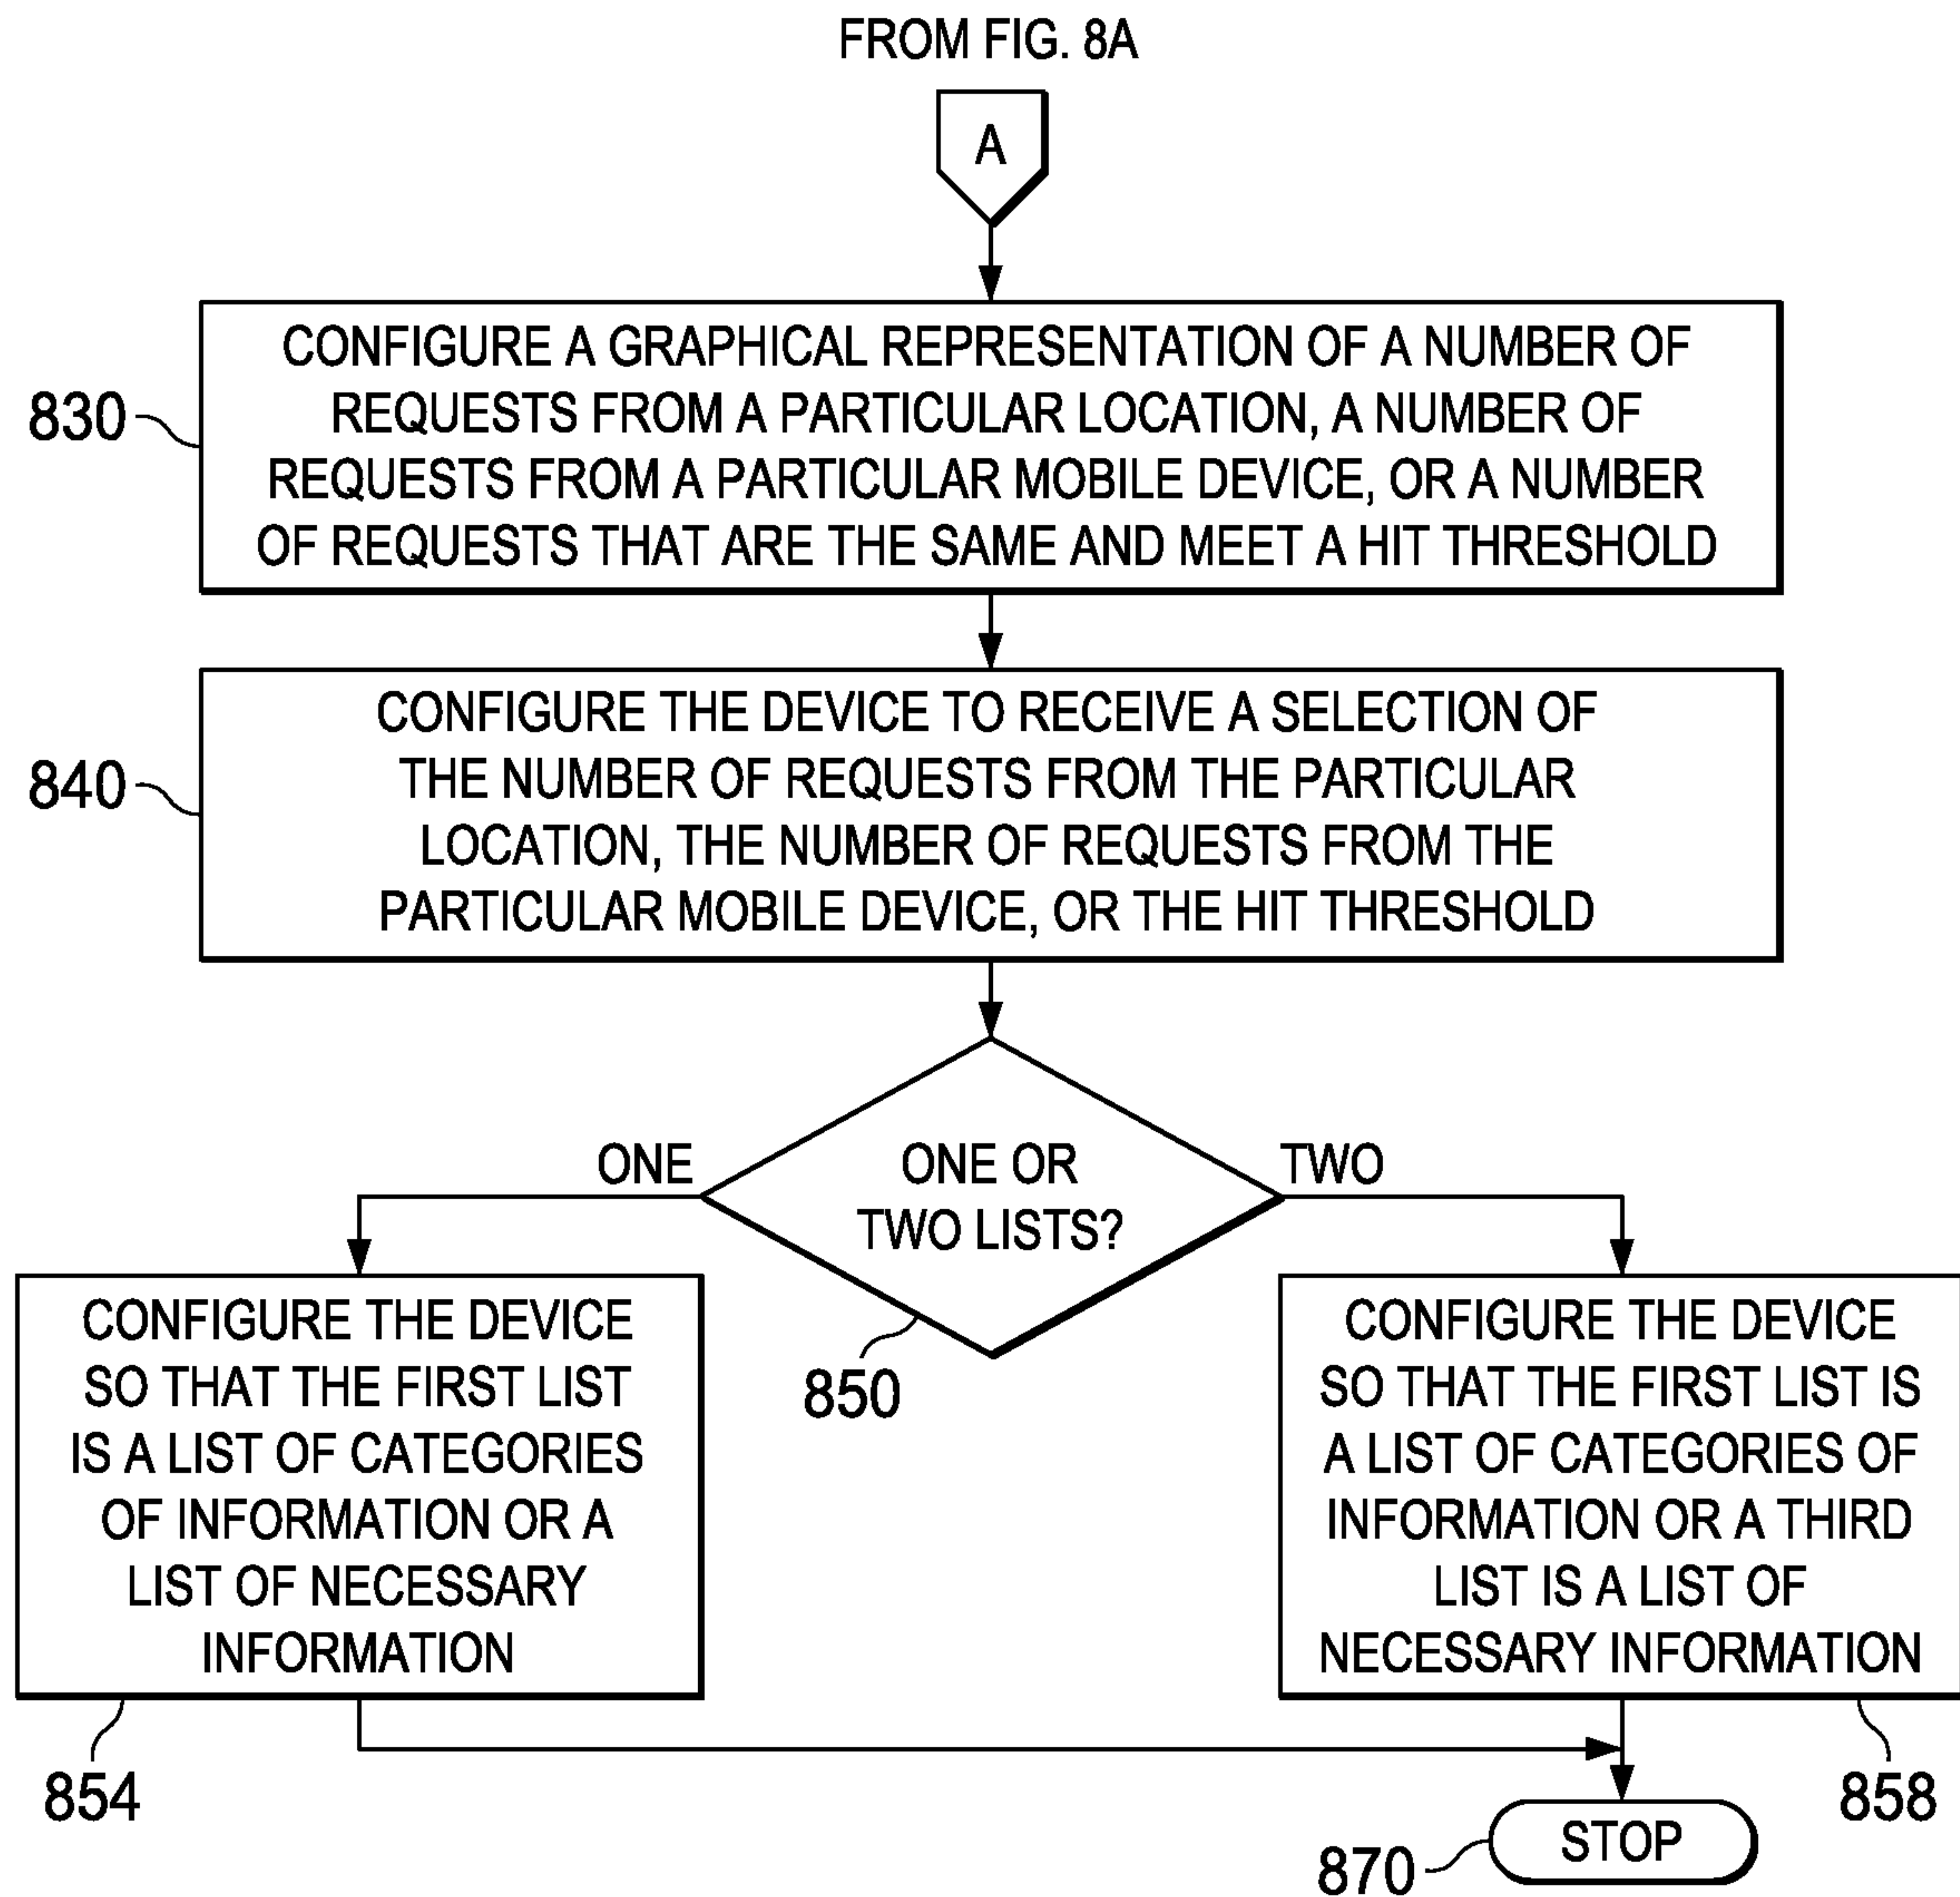 FROM FIG. 8A
A
CONFIGURE A GRAPHICAL REPRESENTATION OF A NUMBER OF
REQUESTS FROM A PARTICULAR LOCATION, A NUMBER OF
REQUESTS FROM A PARTICULAR MOBILE DEVICE, OR A NUMBER
OF REQUESTS THAT ARE THE SAME AND MEET A HIT THRESHOLD
830
CONFIGURE THE DEVICE TO RECEIVE A SELECTION OF
THE NUMBER OF REQUESTS FROM THE PARTICULAR
LOCATION, THE NUMBER OF REQUESTS FROM THE
PARTICULAR MOBILE DEVICE, OR THE HIT THRESHOLD
840
ONE
ONE OR
TWO LISTS?
TWO
850
CONFIGURE THE DEVICE
SO THAT THE FIRST LIST
IS A LIST OF CATEGORIES
OF INFORMATION OR A
LIST OF NECESSARY
INFORMATION
854
CONFIGURE THE DEVICE
SO THAT THE FIRST LIST IS
A LIST OF CATEGORIES OF
INFORMATION OR A THIRD
LIST IS A LIST OF
NECESSARY INFORMATION
858
870
STOP